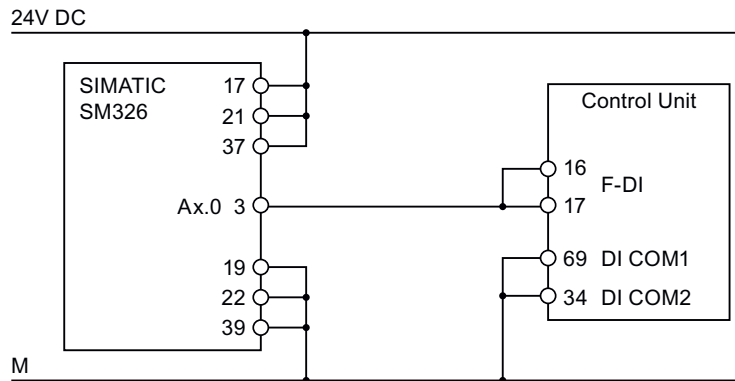 24V DC
SIMATIC
SM326
17
21
37
Ax.0 3
19
22
39
Control Unit
16
F-DI
17
69 DI COM1
34 DI COM2
M